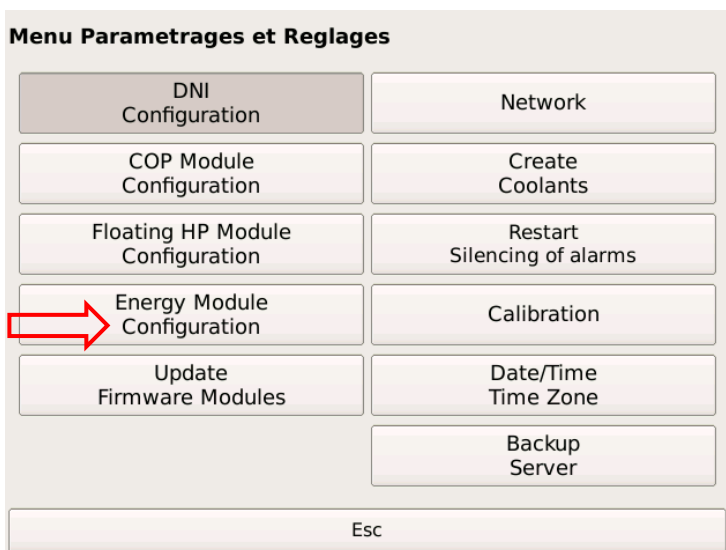 Menu Parametrages et Reglages
DNI
Configuration
Network
COP Module
Configuration
Create
Coolants
Floating HP Module
Configuration
Restart
Silencing of alarms
Energy Module
Configuration
Calibration
Update
Firmware Modules
Date/Time
Time Zone
Backup
Server
Esc